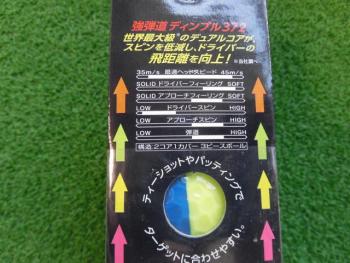 強弾道ディンプル372
世界最大級※のデュアルコアが、
スピンを低減し、ドライバーの
飛距離を向上! ※当社調べ
35m/s 最適ヘッドスピード 45m/s
SOLID ドライバーフィーリング SOFT
SOLID アプローチフィーリング SOFT
LOW ドライバースピン HIGH
LOW アプローチスピン HIGH
LOW 弾道 HIGH
構造 2コア1カバー 3ピースボール
ティーショットやパッティングで
ターゲットに合わせやすい。